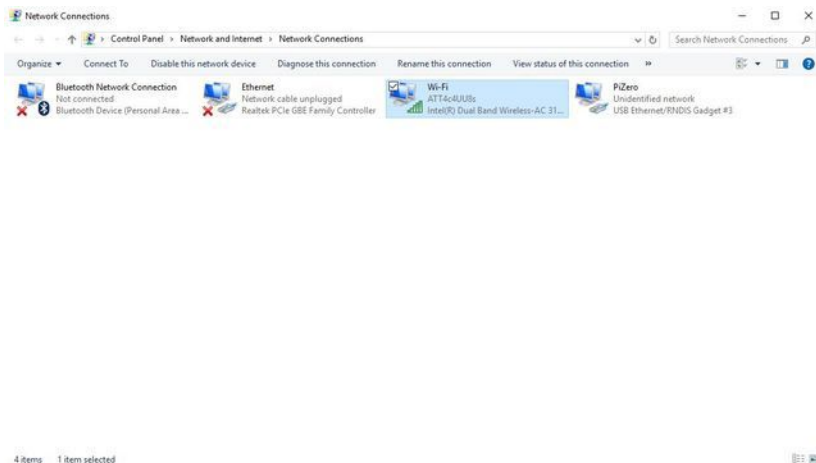 Network Connections
Control Panel › Network and Internet › Network Connections
Search Network Connections
Organize Connect To Disable this network device Diagnose this connection Rename this connection View status of this connection »
Bluetooth Network Connection
Not connected
Bluetooth Device (Personal Area ...
Ethernet
Network cable unplugged
Realtek PCIe GBE Family Controller
Wi-Fi
ATT4c4UU8s
Intel(R) Dual Band Wireless-AC 31...
PiZero
Unidentified network
USB Ethernet/RNDIS Gadget #3
4 items 1 item selected